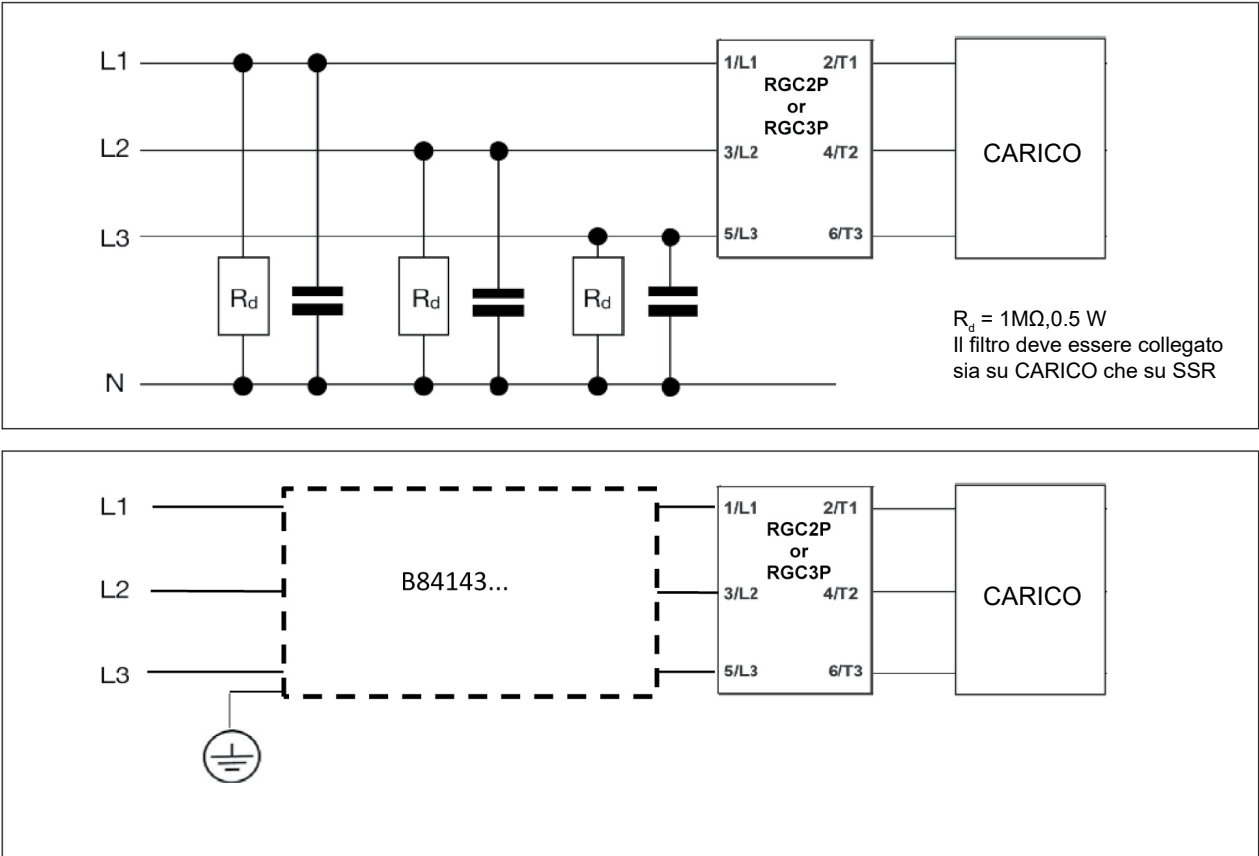 L1
1/L1 2/T1
RGC2P
or
RGC3P
L2
3/L2 4/T2
CARICO
L3
5/L3 6/T3
Rd
Rd
Rd
Rd = 1MΩ,0.5 W
Il filtro deve essere collegato
sia su CARICO che su SSR
N
L1
1/L1 2/T1
RGC2P
or
RGC3P
L2
B84143...
3/L2 4/T2
CARICO
L3
5/L3 6/T3